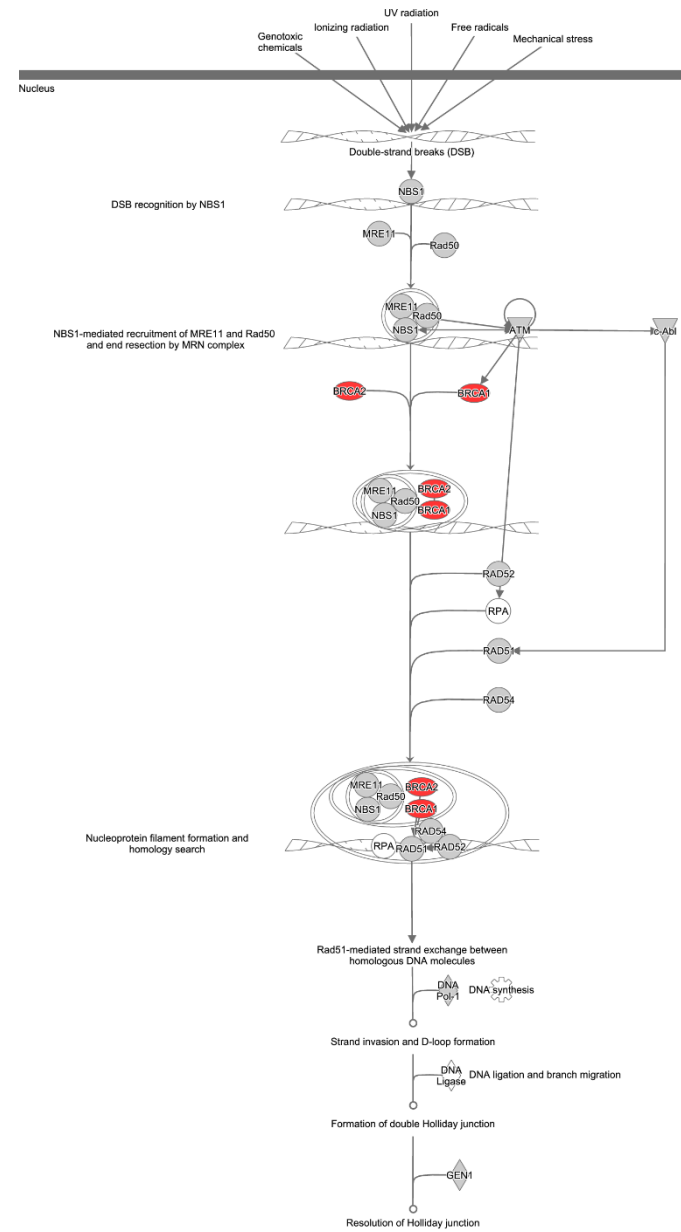 UV radiation
Ionizing radiation
Free radicals
Genotoxic
chemicals
Mechanical stress
Nucleus
Double-strand breaks (DSB)
NBS1
DSB recognition by NBS1
MRE11
Rad50
MRE11
Rad50
NBS1
ATM
c-Abl
NBS1-mediated recruitment of MRE11 and Rad50
and end resection by MRN complex
BRCA2
BRCA1
MRE11
BRCA2
Rad50
NBS1
BRCA1
RAD52
RPA
RAD51
RAD54
MRE11
BRCA2
Rad50
NBS1
BRCA1
RAD54
RPA
RAD51
RAD52
Nucleoprotein filament formation and
homology search
Rad51-mediated strand exchange between
homologous DNA molecules
DNA
Pol-1
DNA synthesis
Strand invasion and D-loop formation
DNA
Ligase
DNA ligation and branch migration
Formation of double Holliday junction
GEN1
Resolution of Holliday junction